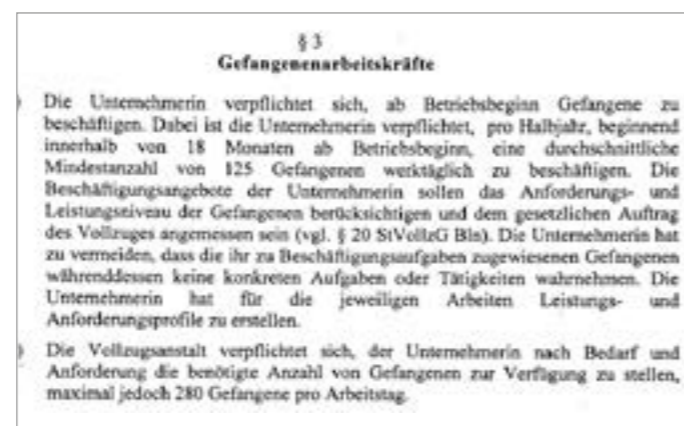 § 3
Gefangenenarbeitskräfte
) Die Unternehmerin verpflichtet sich, ab Betriebsbeginn Gefangene zu
beschäftigen. Dabei ist die Unternehmerin verpflichtet, pro Halbjahr, beginnend
innerhalb von 18 Monaten ab Betriebsbeginn, eine durchschnittliche
Mindestanzahl von 125 Gefangenen werktäglich zu beschäftigen. Die
Beschäftigungsangebote der Unternehmerin sollen das Anforderungs- und
Leistungsniveau der Gefangenen berücksichtigen und dem gesetzlichen Auftrag
des Vollzuges angemessen sein (vgl. § 20 StVollzG Bln). Die Unternehmerin hat
zu vermeiden, dass die ihr zu Beschäftigungsaufgaben zugewiesenen Gefangenen
währenddessen keine konkreten Aufgaben oder Tätigkeiten wahrnehmen. Die
Unternehmerin hat für die jeweiligen Arbeiten Leistungs- und
Anforderungsprofile zu erstellen.
) Die Vollzugsanstalt verpflichtet sich, der Unternehmerin nach Bedarf und
Anforderung die benötigte Anzahl von Gefangenen zur Verfügung zu stellen,
maximal jedoch 280 Gefangene pro Arbeitstag.